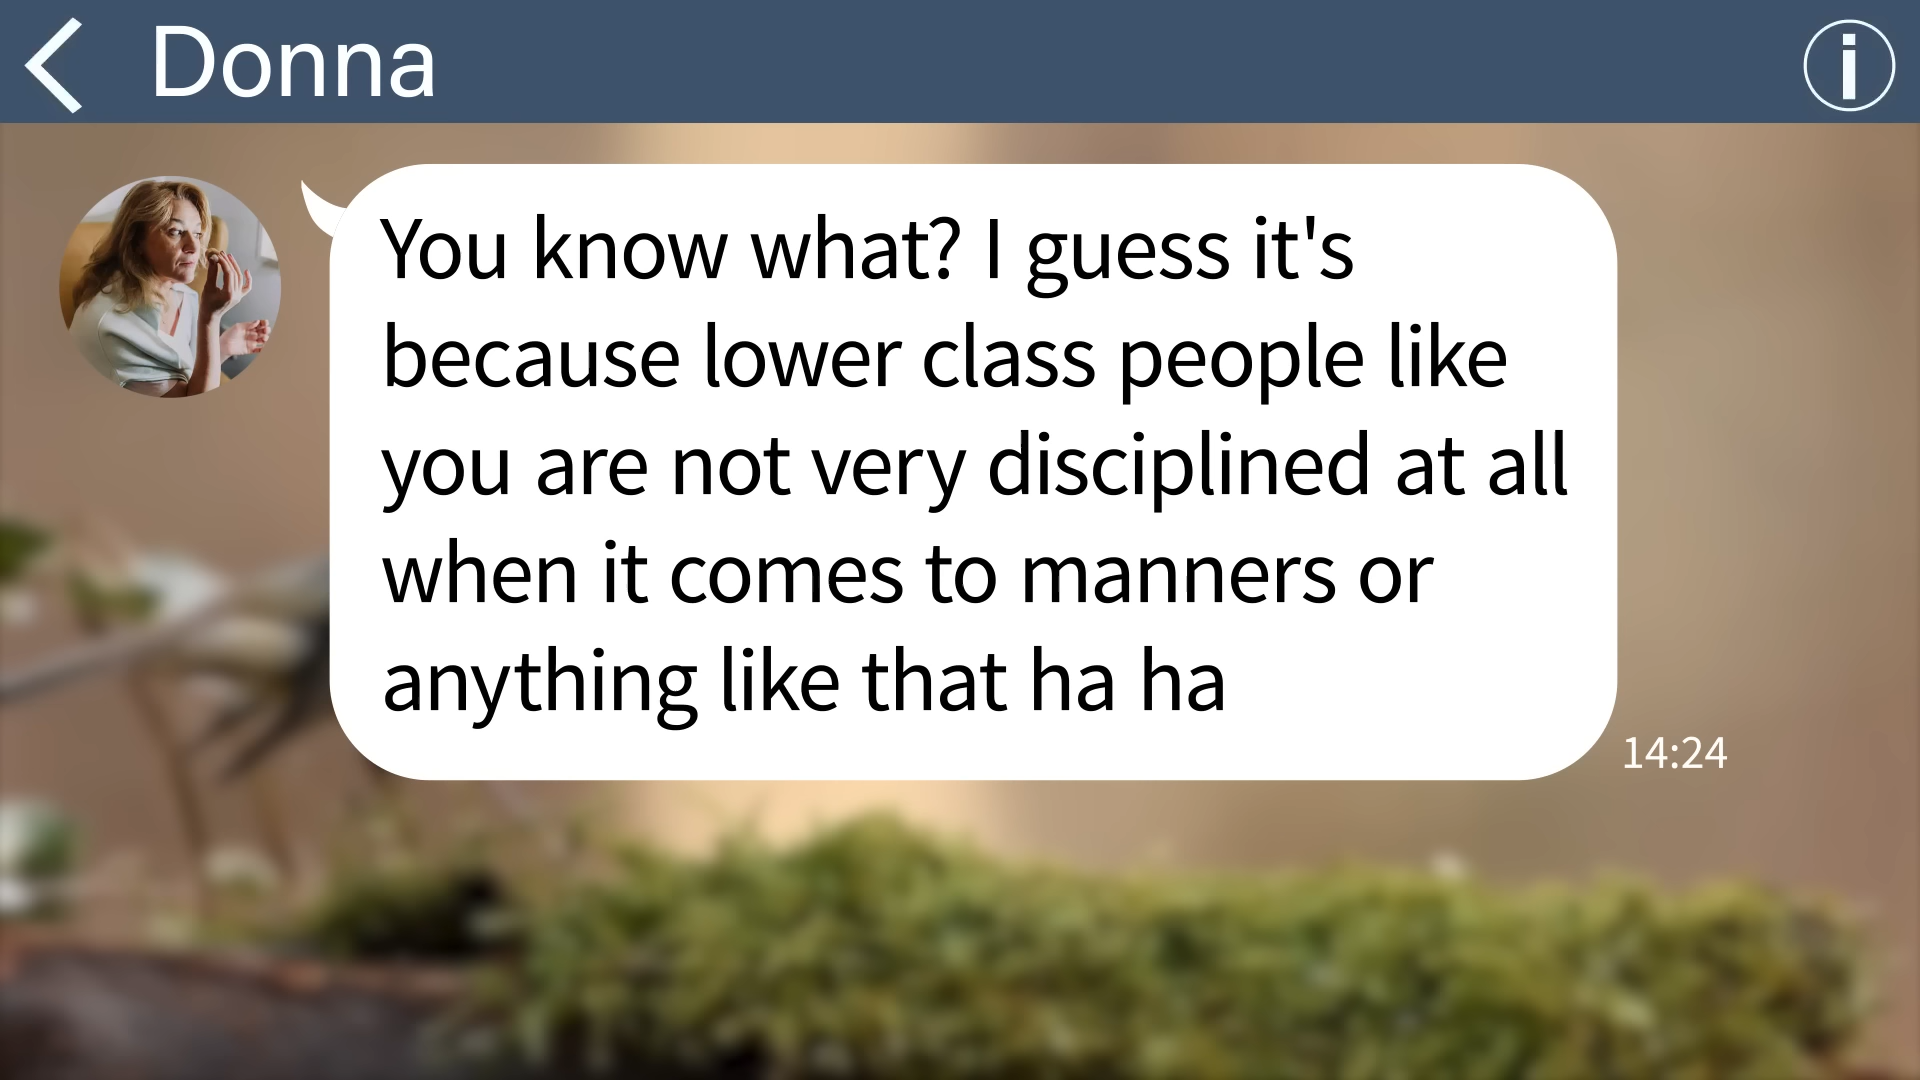 Donna
You know what? I guess it's
because lower class people like
you are not very disciplined at all
when it comes to manners or
anything like that ha ha
14:24